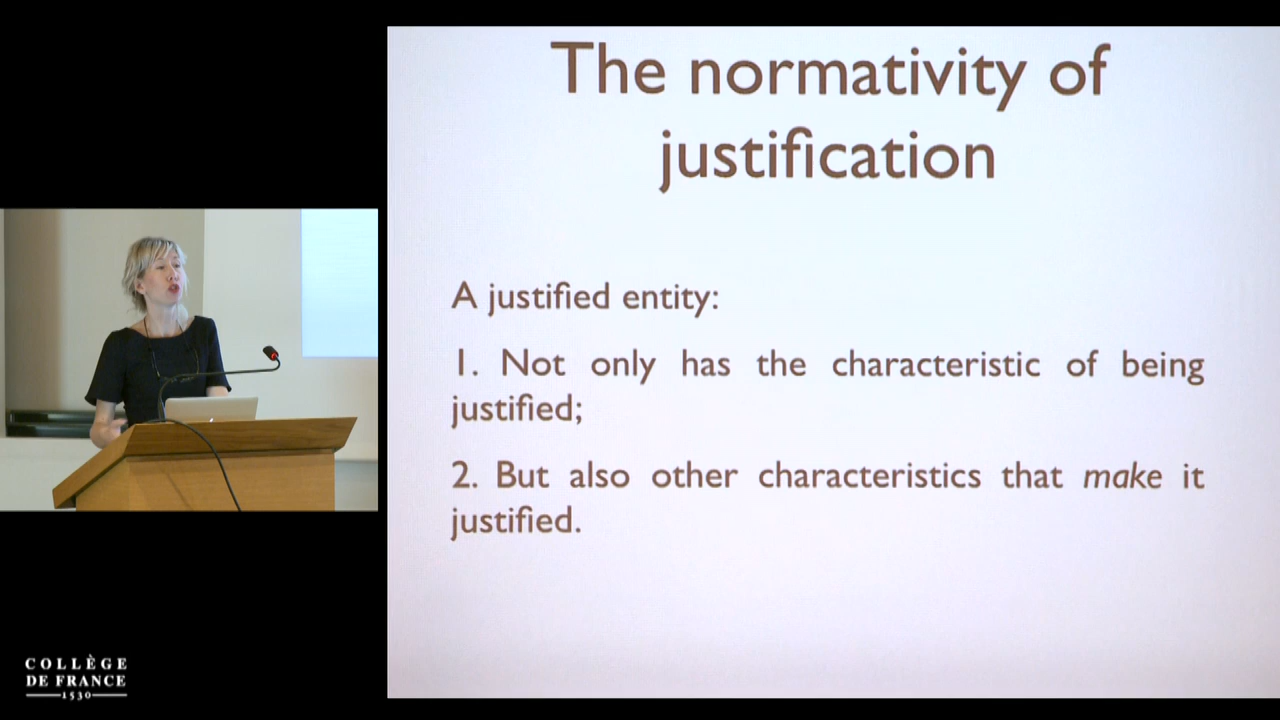 The normativity of
justification
A justified entity:
1. Not only has the characteristic of being
justified;
2. But also other characteristics that make it
justified.
COLLÈGE
DE FRANCE
1530